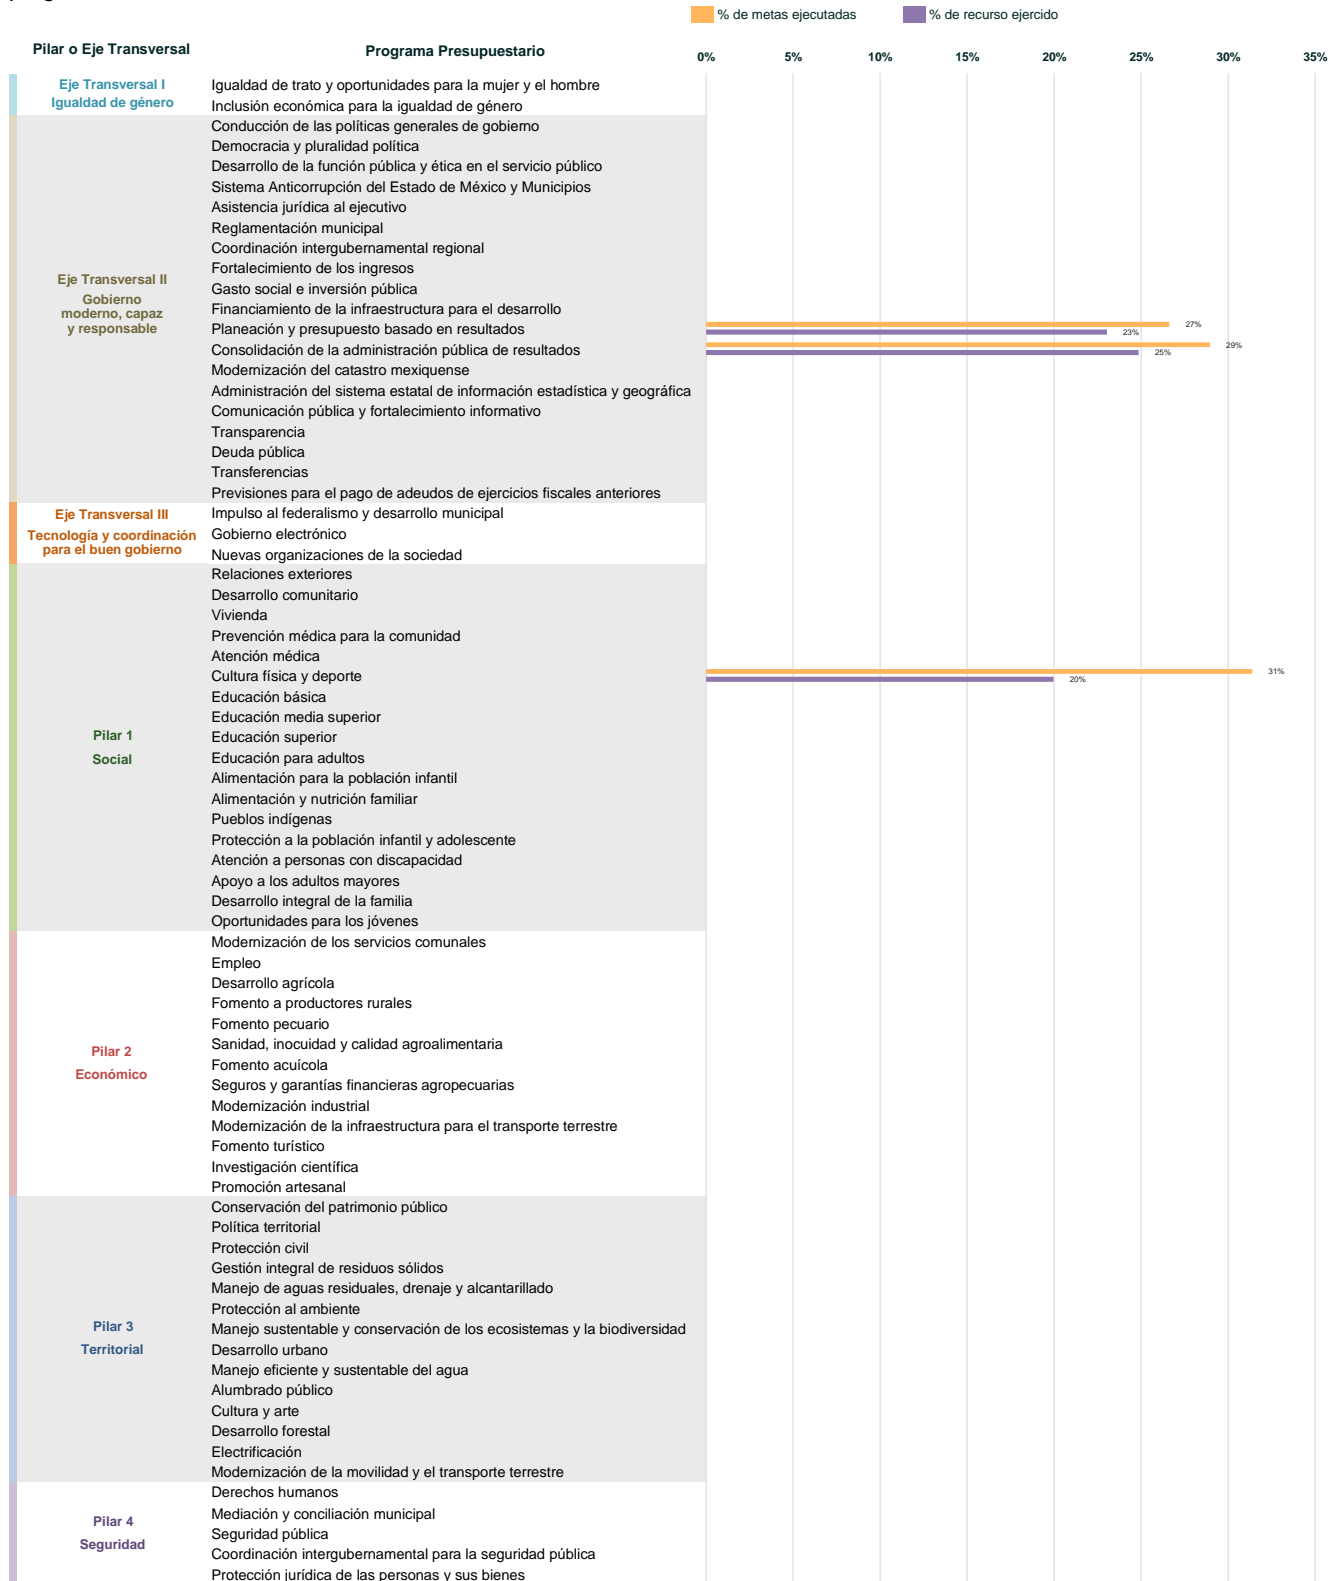 % de metas ejecutadas % de recurso ejercido
Pilar o Eje Transversal Programa Presupuestario 0% 5% 10% 15% 20% 25% 30% 35%
Eje Transversal I
Igualdad de género
Igualdad de trato y oportunidades para la mujer y el hombre
Inclusión económica para la igualdad de género
Eje Transversal II
Gobierno
moderno, capaz
y responsable
Conducción de las políticas generales de gobierno
Democracia y pluralidad política
Desarrollo de la función pública y ética en el servicio público
Sistema Anticorrupción del Estado de México y Municipios
Asistencia jurídica al ejecutivo
Reglamentación municipal
Coordinación intergubernamental regional
Fortalecimiento de los ingresos
Gasto social e inversión pública
Financiamiento de la infraestructura para el desarrollo
Planeación y presupuesto basado en resultados
27%
23%
Consolidación de la administración pública de resultados
29%
25%
Modernización del catastro mexiquense
Administración del sistema estatal de información estadística y geográfica
Comunicación pública y fortalecimiento informativo
Transparencia
Deuda pública
Transferencias
Previsiones para el pago de adeudos de ejercicios fiscales anteriores
Eje Transversal III
Tecnología y coordinación
para el buen gobierno
Impulso al federalismo y desarrollo municipal
Gobierno electrónico
Nuevas organizaciones de la sociedad
Pilar 1
Social
Relaciones exteriores
Desarrollo comunitario
Vivienda
Prevención médica para la comunidad
Atención médica
Cultura física y deporte
31%
20%
Educación básica
Educación media superior
Educación superior
Educación para adultos
Alimentación para la población infantil
Alimentación y nutrición familiar
Pueblos indígenas
Protección a la población infantil y adolescente
Atención a personas con discapacidad
Apoyo a los adultos mayores
Desarrollo integral de la familia
Oportunidades para los jóvenes
Pilar 2
Económico
Modernización de los servicios comunales
Empleo
Desarrollo agrícola
Fomento a productores rurales
Fomento pecuario
Sanidad, inocuidad y calidad agroalimentaria
Fomento acuícola
Seguros y garantías financieras agropecuarias
Modernización industrial
Modernización de la infraestructura para el transporte terrestre
Fomento turístico
Investigación científica
Promoción artesanal
Pilar 3
Territorial
Conservación del patrimonio público
Política territorial
Protección civil
Gestión integral de residuos sólidos
Manejo de aguas residuales, drenaje y alcantarillado
Protección al ambiente
Manejo sustentable y conservación de los ecosistemas y la biodiversidad
Desarrollo urbano
Manejo eficiente y sustentable del agua
Alumbrado público
Cultura y arte
Desarrollo forestal
Electrificación
Modernización de la movilidad y el transporte terrestre
Pilar 4
Seguridad
Derechos humanos
Mediación y conciliación municipal
Seguridad pública
Coordinación intergubernamental para la seguridad pública
Protección jurídica de las personas y sus bienes